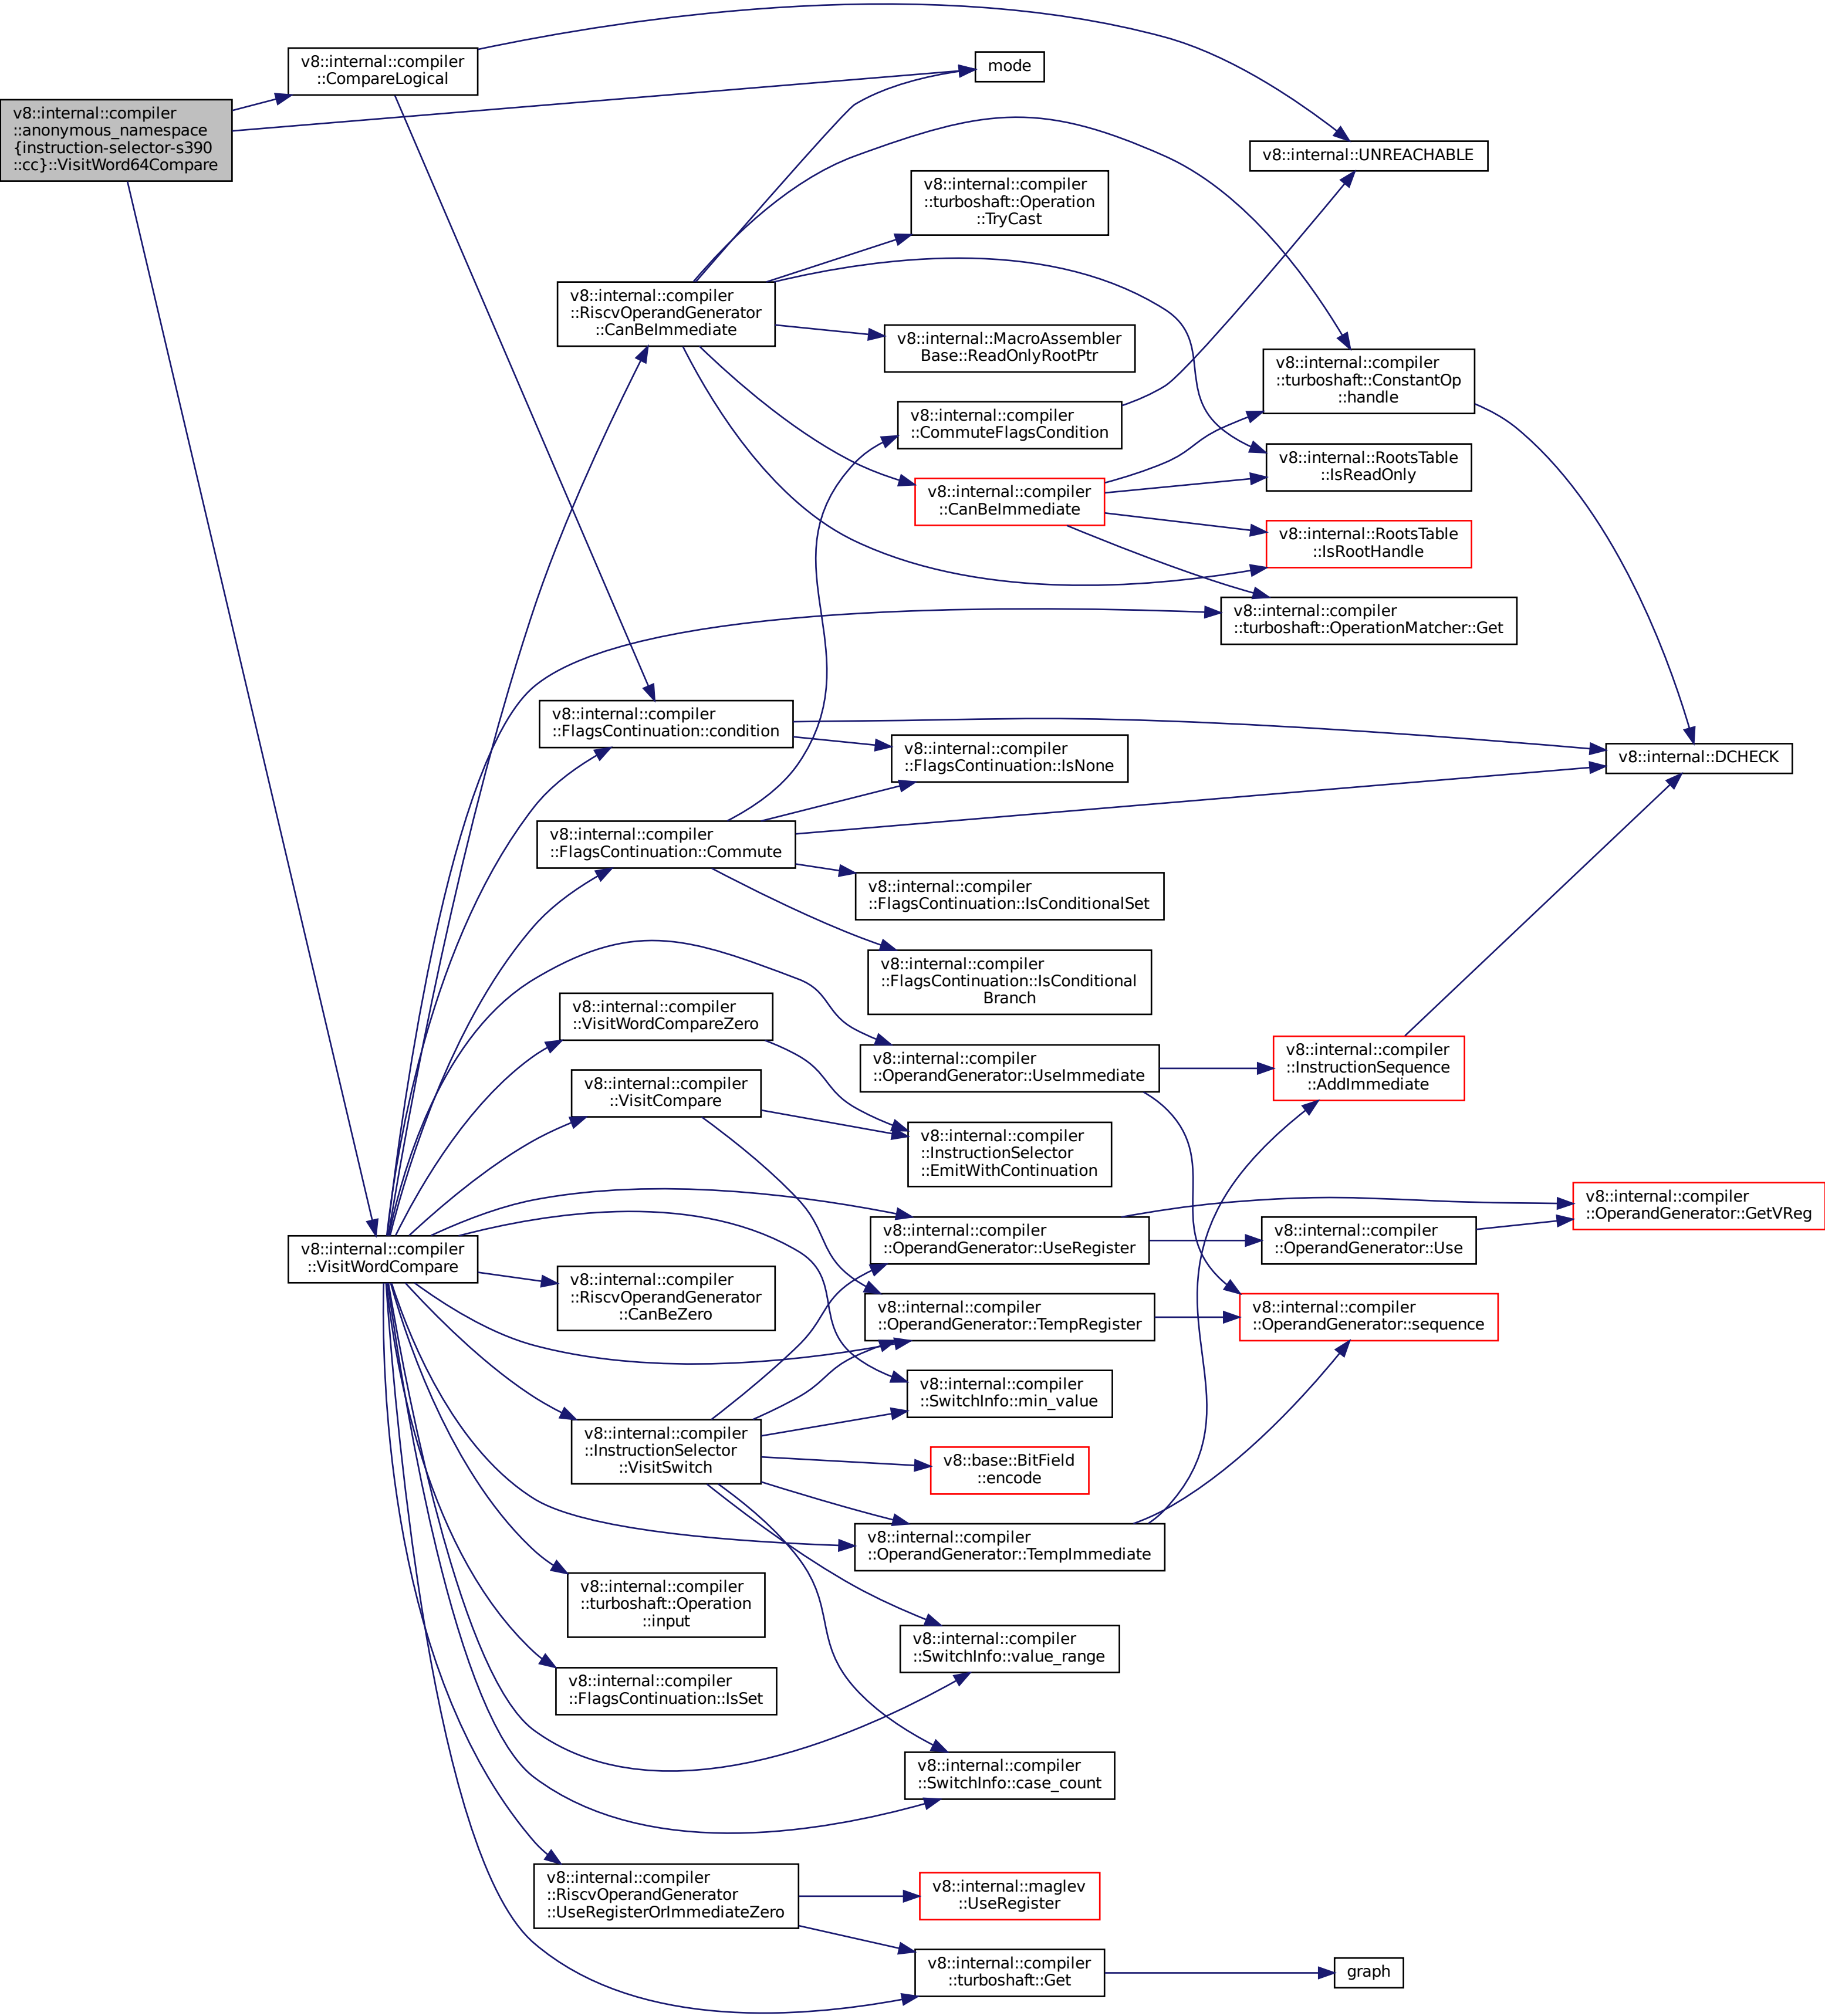 v8::internal::compiler
::anonymous_namespace
{instruction-selector-s390
::cc}::VisitWord64Compare
v8::internal::compiler
::CompareLogical
mode
v8::internal::UNREACHABLE
v8::internal::compiler
::turboshaft::Operation
::TryCast
v8::internal::compiler
::RiscvOperandGenerator
::CanBeImmediate
v8::internal::MacroAssembler
Base::ReadOnlyRootPtr
v8::internal::compiler
::turboshaft::ConstantOp
::handle
v8::internal::compiler
::CommuteFlagsCondition
v8::internal::RootsTable
::IsReadOnly
v8::internal::compiler
::CanBeImmediate
v8::internal::RootsTable
::IsRootHandle
v8::internal::compiler
::turboshaft::OperationMatcher::Get
v8::internal::compiler
::FlagsContinuation::condition
v8::internal::compiler
::FlagsContinuation::IsNone
v8::internal::DCHECK
v8::internal::compiler
::FlagsContinuation::Commute
v8::internal::compiler
::FlagsContinuation::IsConditionalSet
v8::internal::compiler
::FlagsContinuation::IsConditional
Branch
v8::internal::compiler
::VisitWordCompareZero
v8::internal::compiler
::OperandGenerator::UseImmediate
v8::internal::compiler
::InstructionSequence
::AddImmediate
v8::internal::compiler
::VisitCompare
v8::internal::compiler
::InstructionSelector
::EmitWithContinuation
v8::internal::compiler
::OperandGenerator::GetVReg
v8::internal::compiler
::OperandGenerator::UseRegister
v8::internal::compiler
::OperandGenerator::Use
v8::internal::compiler
::VisitWordCompare
v8::internal::compiler
::RiscvOperandGenerator
::CanBeZero
v8::internal::compiler
::OperandGenerator::TempRegister
v8::internal::compiler
::OperandGenerator::sequence
v8::internal::compiler
::SwitchInfo::min_value
v8::internal::compiler
::InstructionSelector
::VisitSwitch
v8::base::BitField
::encode
v8::internal::compiler
::OperandGenerator::TempImmediate
v8::internal::compiler
::turboshaft::Operation
::input
v8::internal::compiler
::SwitchInfo::value_range
v8::internal::compiler
::FlagsContinuation::IsSet
v8::internal::compiler
::SwitchInfo::case_count
v8::internal::compiler
::RiscvOperandGenerator
::UseRegisterOrImmediateZero
v8::internal::maglev
::UseRegister
v8::internal::compiler
::turboshaft::Get
graph